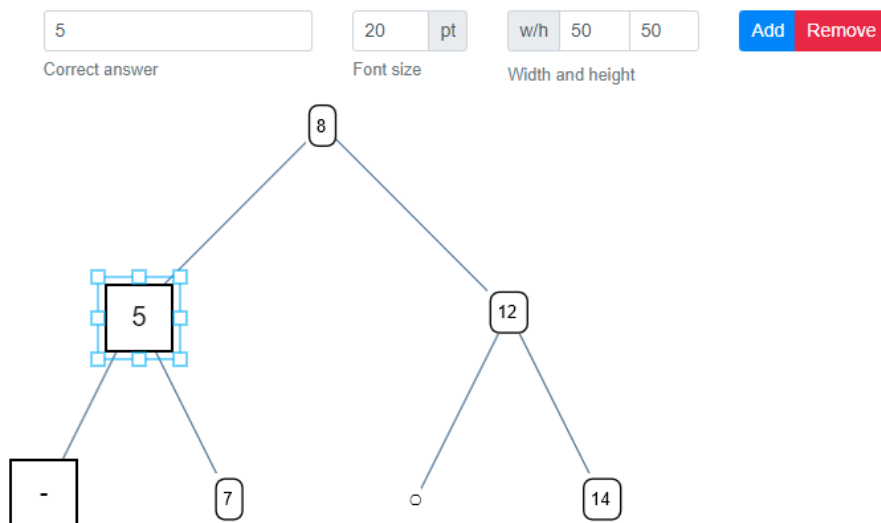 5 20 pt w/h 50 50 Add Remove
Correct answer Font size Width and height
8
5 12
- 7 14